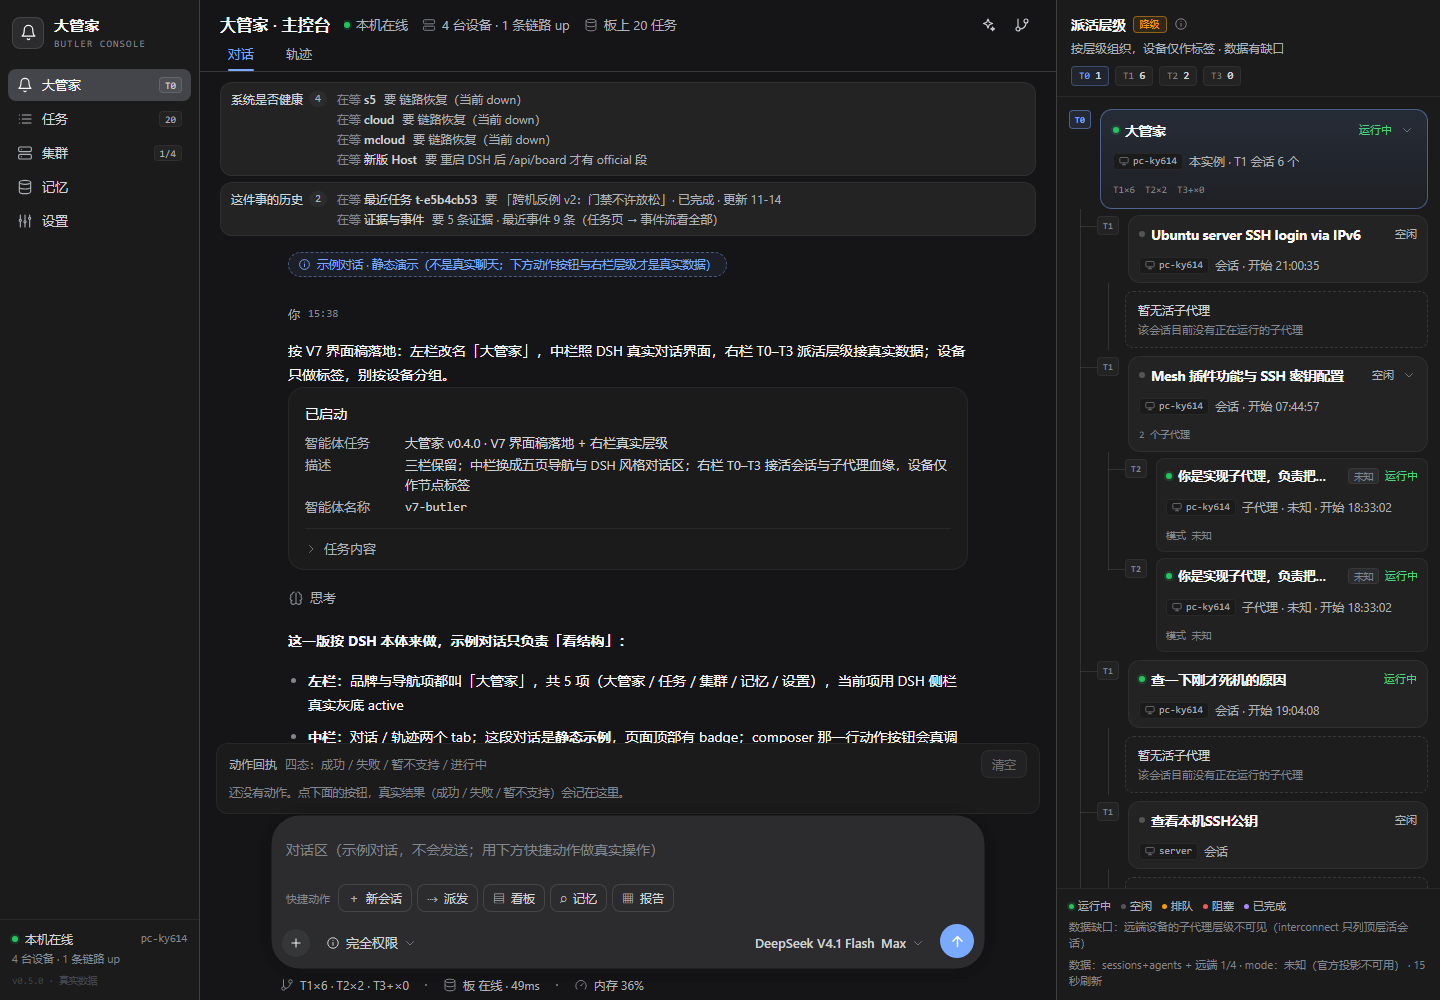 大管家
BUTLER CONSOLE
大管家 T0
任务 20
集群 1/4
记忆
设置
本机在线 pc-ky614
4 台设备 · 1 条链路 up
v0.5.0 · 真实数据
大管家 · 主控台 本机在线 4 台设备 · 1 条链路 up 板上 20 任务
对话 轨迹
系统是否健康 4 在等 s5 要 链路恢复（当前 down）
在等 cloud 要 链路恢复（当前 down）
在等 mcloud 要 链路恢复（当前 down）
在等 新版 Host 要 重启 DSH 后 /api/board 才有 official 段
这件事的历史 2 在等 最近任务 t-e5b4cb53 要 「跨机反例 v2：门禁不许放松」 · 已完成 · 更新 11-14
在等 证据与事件 要 5 条证据 · 最近事件 9 条（任务页 → 事件流看全部）
示例对话 · 静态演示（不是真实聊天；下方动作按钮与右栏层级才是真实数据）
你 15:38
按 V7 界面稿落地：左栏改名「大管家」，中栏照 DSH 真实对话界面，右栏 T0–T3 派活层级接真实数据；设备
只做标签，别按设备分组。
已启动
智能体任务 大管家 v0.4.0 · V7 界面稿落地 + 右栏真实层级
描述 三栏保留；中栏换成五页导航与 DSH 风格对话区；右栏 T0–T3 接活会话与子代理血缘，设备仅
作节点标签
智能体名称 v7-butler
任务内容
思考
这一版按 DSH 本体来做，示例对话只负责「看结构」：
左栏：品牌与导航项都叫「大管家」，共 5 项（大管家 / 任务 / 集群 / 记忆 / 设置），当前项用 DSH 侧栏
真实灰底 active
中栏：对话 / 轨迹两个 tab；这段对话是静态示例，页面顶部有 badge；composer 那一行动作按钮会真调
动作回执 四态：成功 / 失败 / 暂不支持 / 进行中 清空
还没有动作。点下面的按钮，真实结果（成功 / 失败 / 暂不支持）会记在这里。
对话区（示例对话，不会发送；用下方快捷动作做真实操作）
快捷动作 + 新会话 派发 看板 记忆 报告
完全权限 DeepSeek V4.1 Flash Max
T1×6 · T2×2 · T3+×0 · 板 在线 · 49ms · 内存 36%
派活层级 降级
按层级组织，设备仅作标签 · 数据有缺口
T0 1 T1 6 T2 2 T3 0
T0 大管家 运行中
pc-ky614 本实例 · T1 会话 6 个
T1×6 T2×2 T3+×0
T1 Ubuntu server SSH login via IPv6 空闲
pc-ky614 会话 · 开始 21:00:35
暂无活子代理
该会话目前没有正在运行的子代理
T1 Mesh 插件功能与 SSH 密钥配置 空闲
pc-ky614 会话 · 开始 07:44:57
2 个子代理
T2 你是实现子代理，负责把... 未知 运行中
pc-ky614 子代理 · 未知 · 开始 18:33:02
模式 未知
T2 你是实现子代理，负责把... 未知 运行中
pc-ky614 子代理 · 未知 · 开始 18:33:02
模式 未知
T1 查一下刚才死机的原因 运行中
pc-ky614 会话 · 开始 19:04:08
暂无活子代理
该会话目前没有正在运行的子代理
T1 查看本机SSH公钥 空闲
server 会话
运行中 空闲 排队 阻塞 已完成
数据缺口：远端设备的子代理层级不可见（interconnect 只列顶层活会
话）
数据：sessions+agents + 远端 1/4 · mode：未知（官方投影不可用） · 15
秒刷新